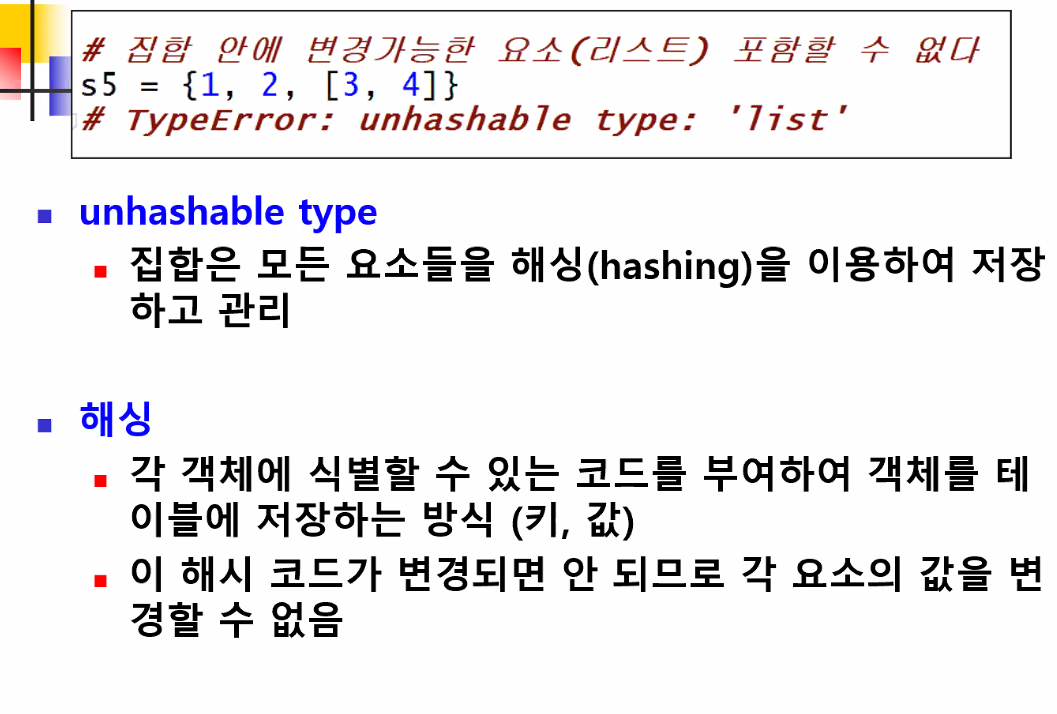 # 집합 안에 변경가능한 요소(리스트) 포함할 수 없다
s5 = {1, 2, [3, 4]}
# TypeError: unhashable type: 'list'
unhashable type
집합은 모든 요소들을 해싱(hashing)을 이용하여 저장
하고 관리
해싱
각 객체에 식별할 수 있는 코드를 부여하여 객체를 테
이블에 저장하는 방식 (키, 값)
이 해시 코드가 변경되면 안 되므로 각 요소의 값을 변
경할 수 없음